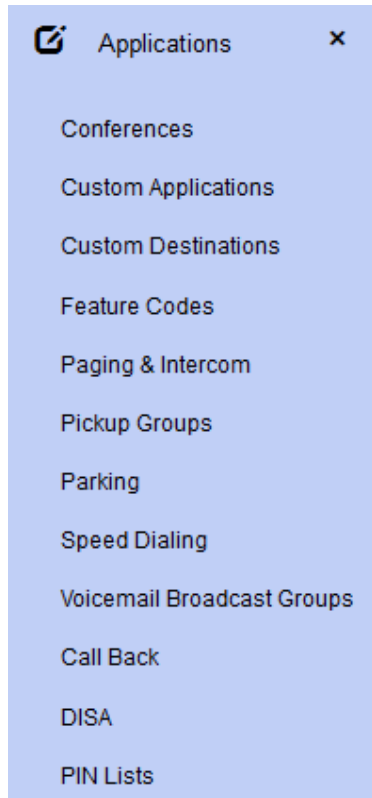 Applications ×
Conferences
Custom Applications
Custom Destinations
Feature Codes
Paging & Intercom
Pickup Groups
Parking
Speed Dialing
Voicemail Broadcast Groups
Call Back
DISA
PIN Lists